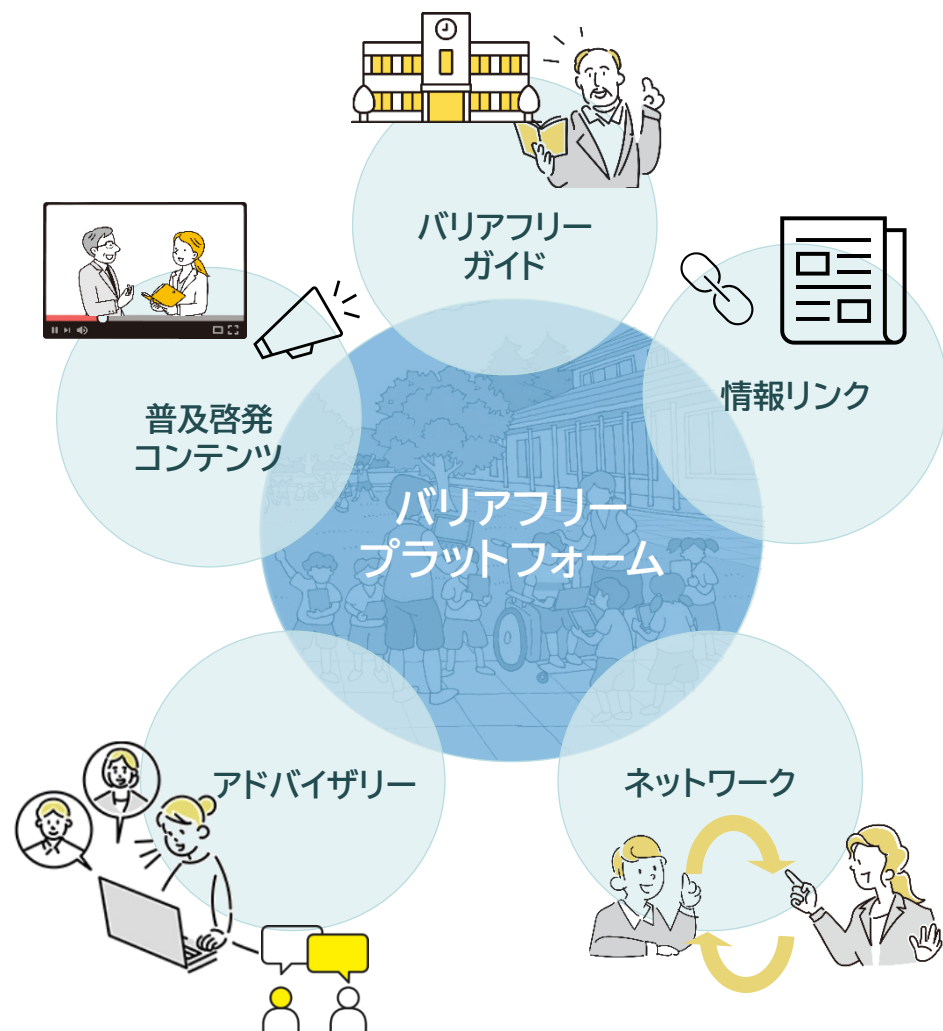 バリアフリー
ガイド
普及啓発
コンテンツ
情報リンク
バリアフリー
プラットフォーム
アドバイザリー
ネットワーク